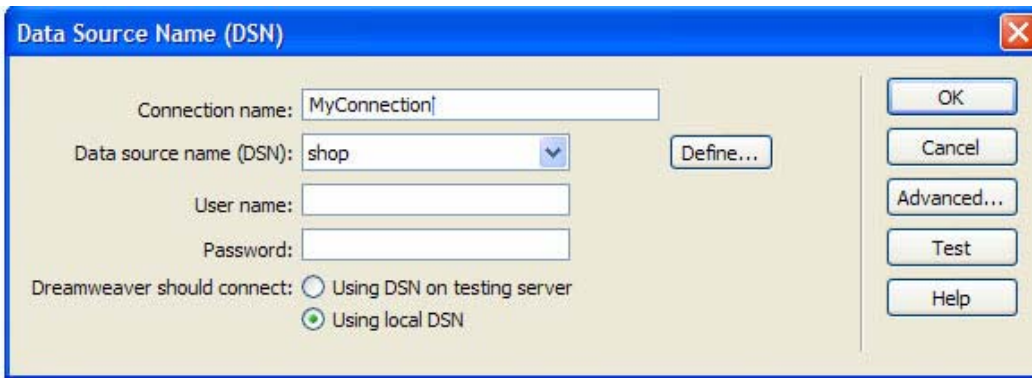 Data Source Name (DSN)
Connection name: MyConnection
Data source name (DSN): shop Define...
User name:
Password:
Dreamweaver should connect: Using DSN on testing server
Using local DSN
OK
Cancel
Advanced...
Test
Help